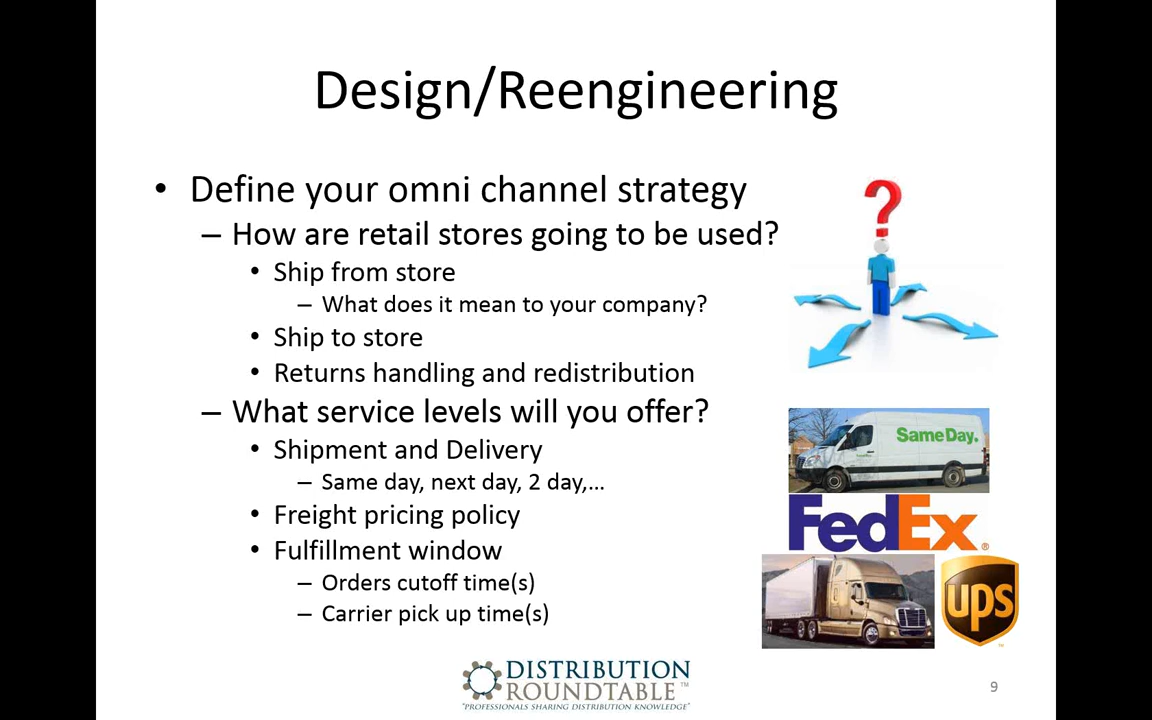 Design/Reengineering
• Define your omni channel strategy
– How are retail stores going to be used?
• Ship from store
– What does it mean to your company?
• Ship to store
• Returns handling and redistribution
– What service levels will you offer?
• Shipment and Delivery
– Same day, next day, 2 day,...
• Freight pricing policy
• Fulfillment window
– Orders cutoff time(s)
– Carrier pick up time(s)
?
SameDay.
FedEx®
ups
DISTRIBUTION
ROUNDTABLE™
"PROFESSIONALS SHARING DISTRIBUTION KNOWLEDGE"
9